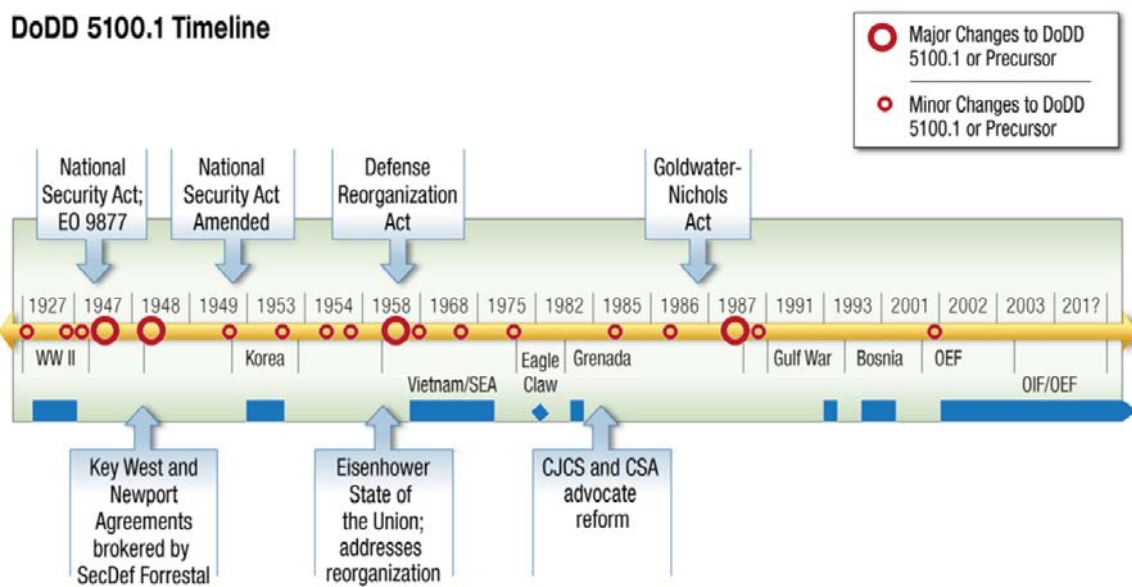 DoDD 5100.1 Timeline
Major Changes to DoDD
5100.1 or Precursor
Minor Changes to DoDD
5100.1 or Precursor
National
Security Act;
EO 9877
National
Security Act
Amended
Defense
Reorganization
Act
Goldwater-
Nichols
Act
1927 1947 1948 1949 1953 1954 1958 1968 1975 1982 1985 1986 1987 1991 1993 2001 2002 2003 201?
WW II Korea Eagle Grenada Gulf War Bosnia OEF
Vietnam/SEA Claw OIF/OEF
Key West and
Newport
Agreements
brokered by
SecDef Forrestal
Eisenhower
State of
the Union;
addresses
reorganization
CJCS and CSA
advocate
reform